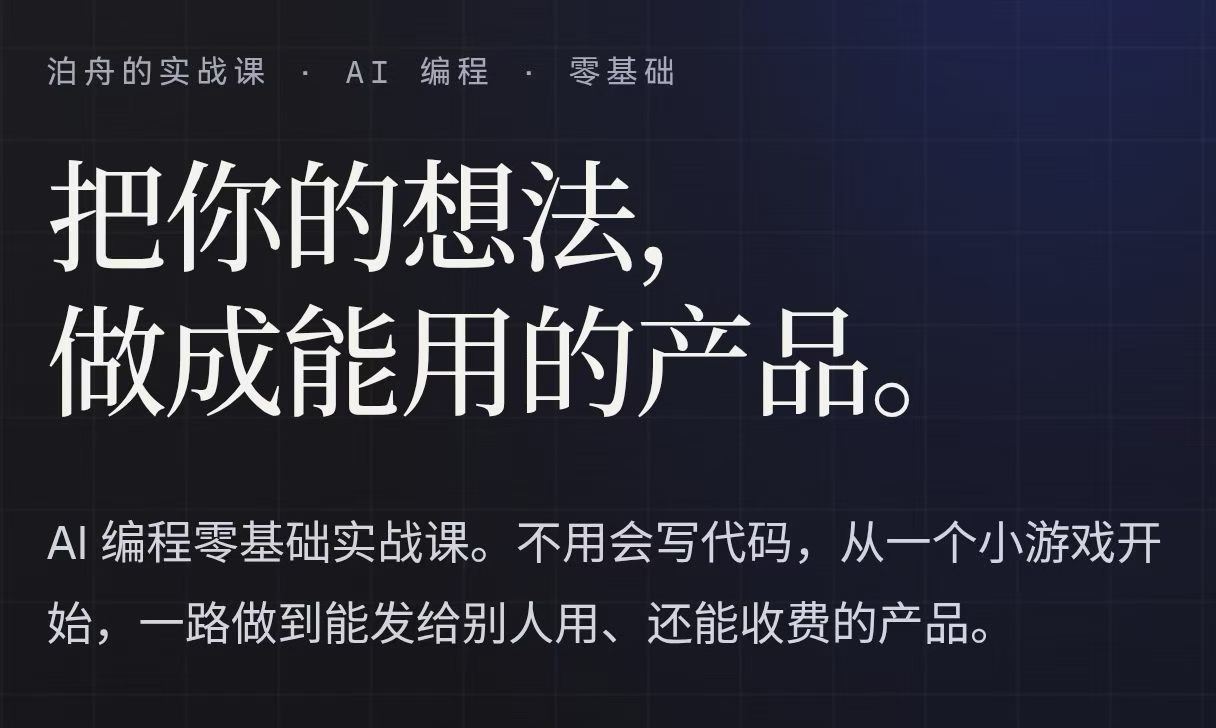 泊舟的实战课 · AI 编程 · 零基础
把你的想法,
做成能用的产品。
AI 编程零基础实战课。不用会写代码，从一个小游戏开
始，一路做到能发给别人用、还能收费的产品。